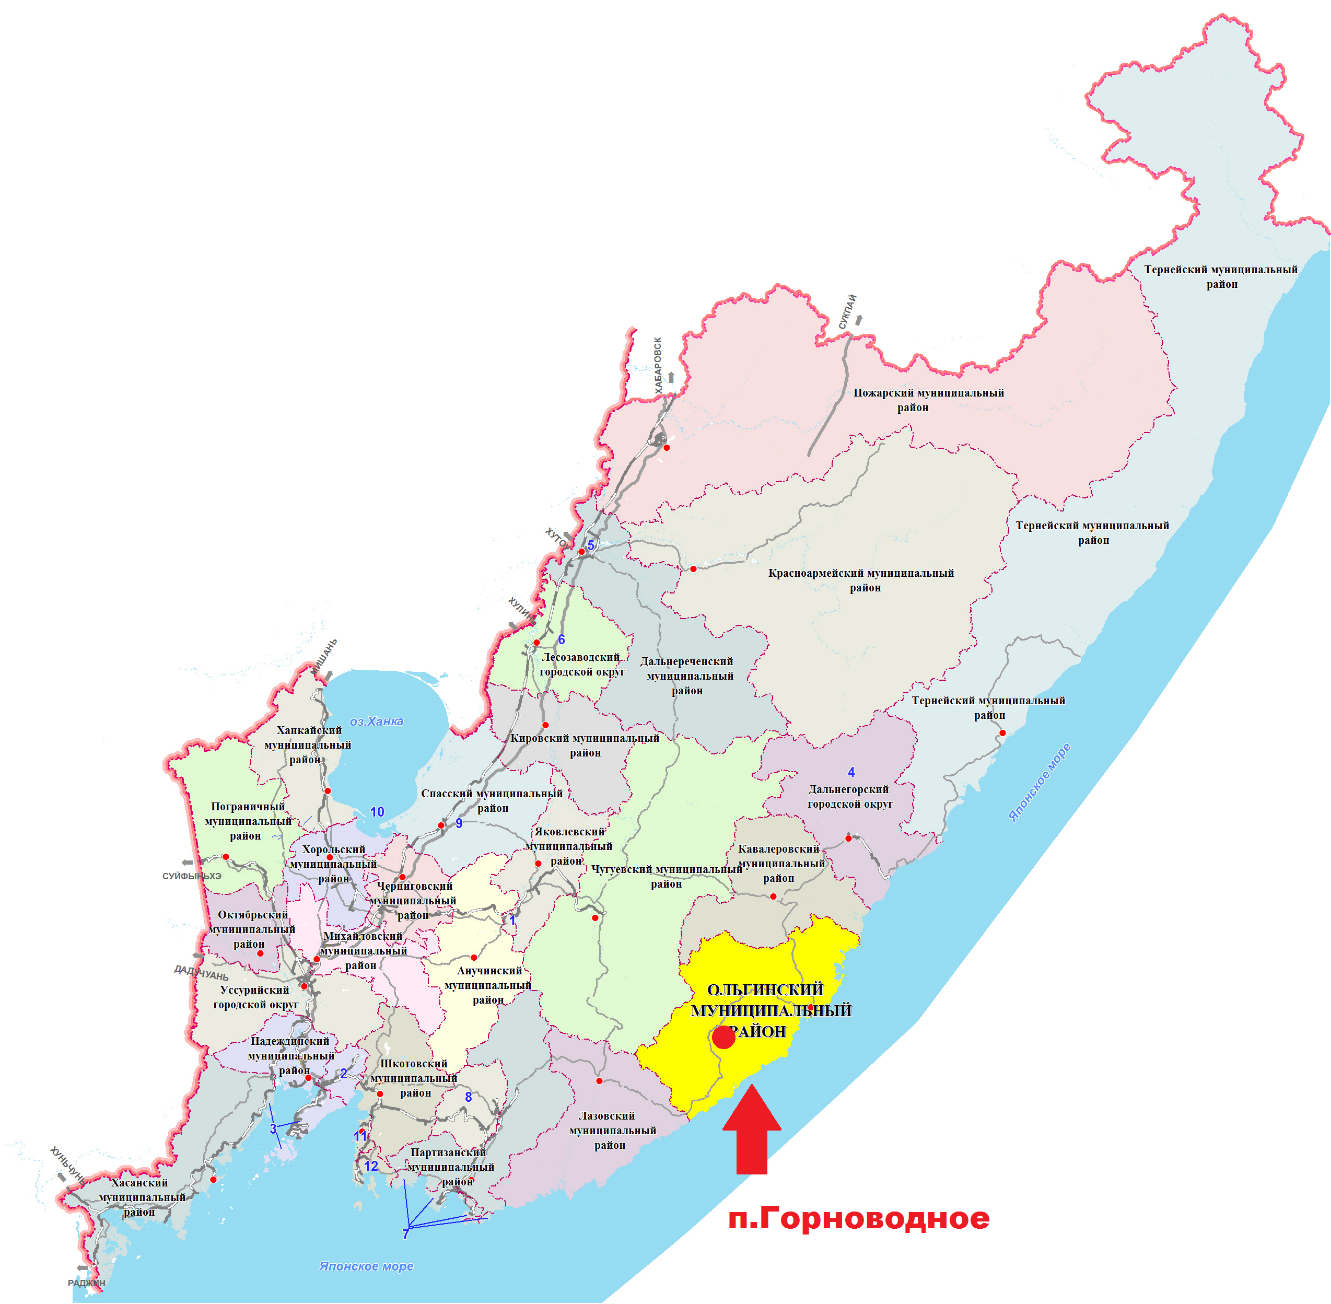 Тернейский муниципальный
район
СУКПАЙ
ХАБАРОВСК
Пожарский муниципальный
район
Тернейский муниципальный
район
5
Красноармейский муниципальный
район
6
Лесозаводский
городской округ
Дальнереченский
муниципальный
район
Тернейский муниципальный
район
оз.Ханка
Ханкайский
муниципальный
район
Кировский муниципальный
район
4
Дальнегорский
городской округ
Японское море
Спасский муниципальный
район
Пограничный
муниципальный
район
10
9
Яковлевский
муниципальный
район
Хорольский
муниципальный
район
Кавалеровский
муниципальный
район
Чугуевский муниципальный
район
СУЙФЫНЬХЭ
Черниговский
муниципальный
район
Октябрьский
муниципальный
район
1
Михайловский
муниципальный
район
Анучинский
муниципальный
район
Уссурийский
городской округ
ОЛЬГИНСКИЙ
МУНИЦИПАЛЬНЫЙ
РАЙОН
Надеждинский
муниципальный
район
2
Шкотовский
муниципальный
район
8
3
11
Лазовский
муниципальный
район
12
Партизанский
муниципальный
район
Хасанский
муниципальный
район
7
п.Горноводное
Японское море
РАДЖИН